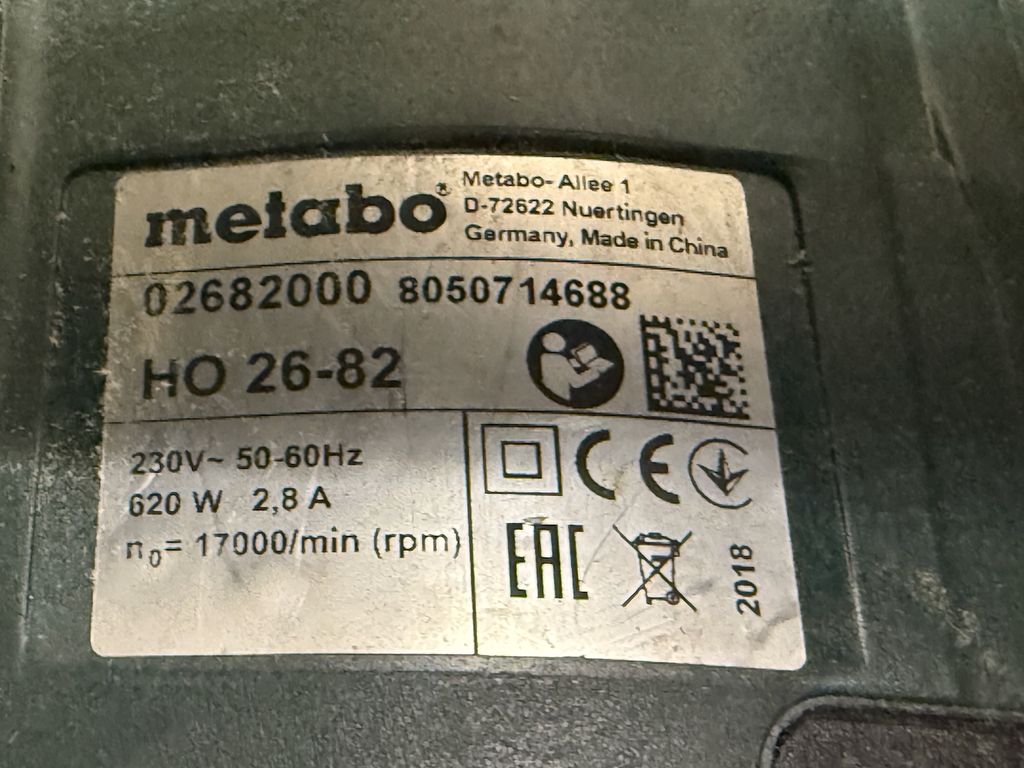 metabo®
Metabo-Allee 1
D-72622 Nuertingen
Germany, Made in China
02682000 8050714688
HO 26-82
230V~ 50-60Hz
620 W 2,8 A
n0= 17000/min (rpm)
CE
EAC
2018